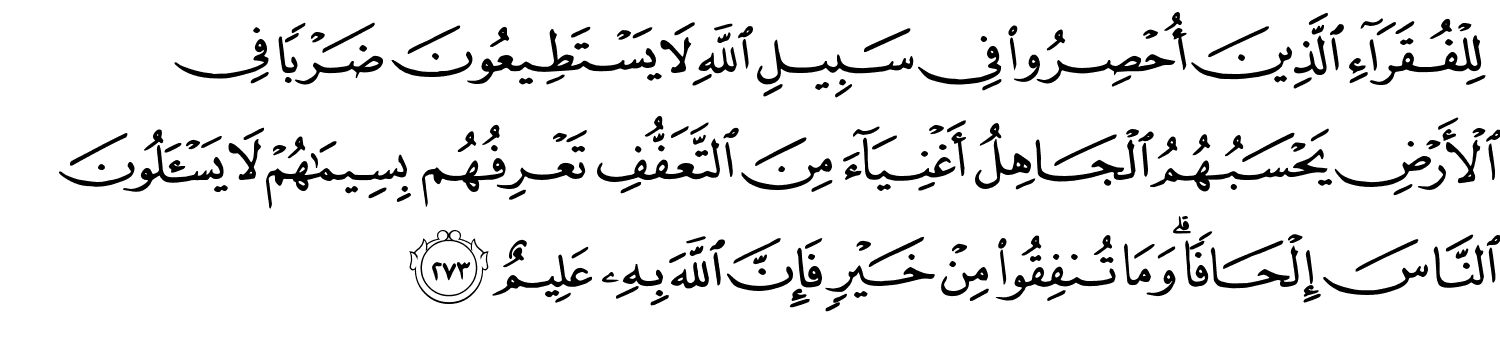 لِلۡفُقَرَآءِ ٱلَّذِينَ أُحۡصِرُواْ فِي سَبِيلِ ٱللَّهِ لَا يَسۡتَطِيعُونَ ضَرۡبٗا فِي
ٱلۡأَرۡضِ يَحۡسَبُهُمُ ٱلۡجَاهِلُ أَغۡنِيَآءَ مِنَ ٱلتَّعَفُّفِ تَعۡرِفُهُم بِسِيمَٰهُمۡ لَا يَسۡـَٔلُونَ
ٱلنَّاسَ إِلۡحَافٗاۗ وَمَا تُنفِقُواْ مِنۡ خَيۡرٖ فَإِنَّ ٱللَّهَ بِهِۦ عَلِيمٌ ٢٧٣